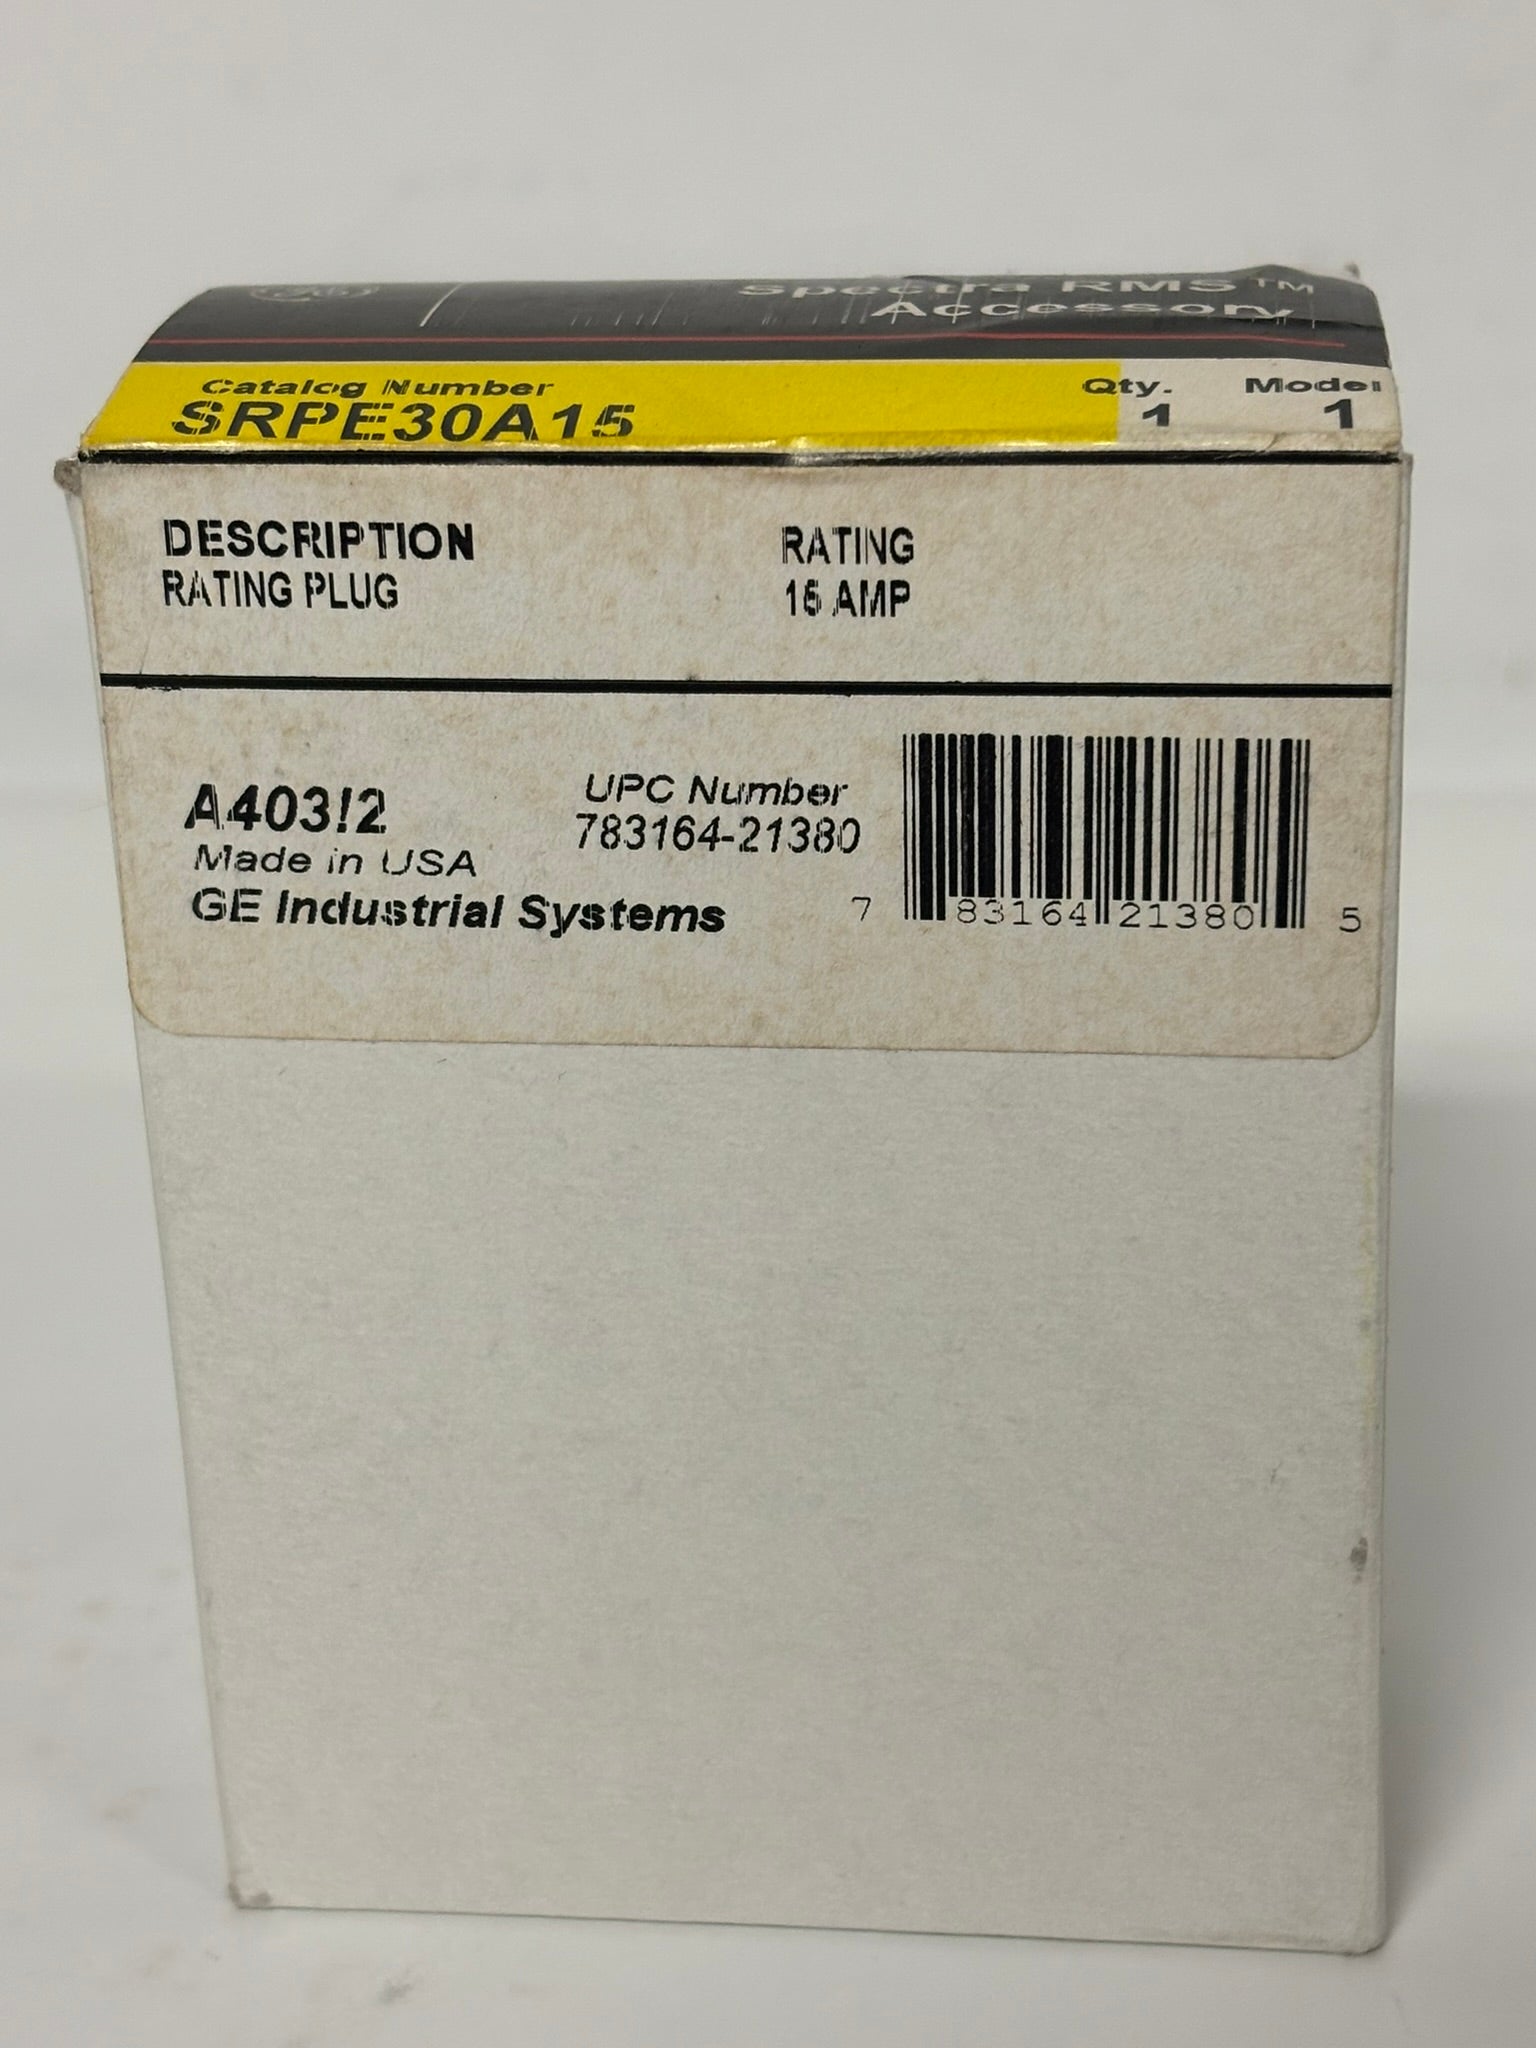 Spectra RMS™
Accessory
Catalog Number
SRPE30A15
Qty.
1
Model
1
DESCRIPTION
RATING PLUG
RATING
15 AMP
A403!2
Made in USA
GE Industrial Systems
UPC Number
783164-21380
7 83164 21380 5